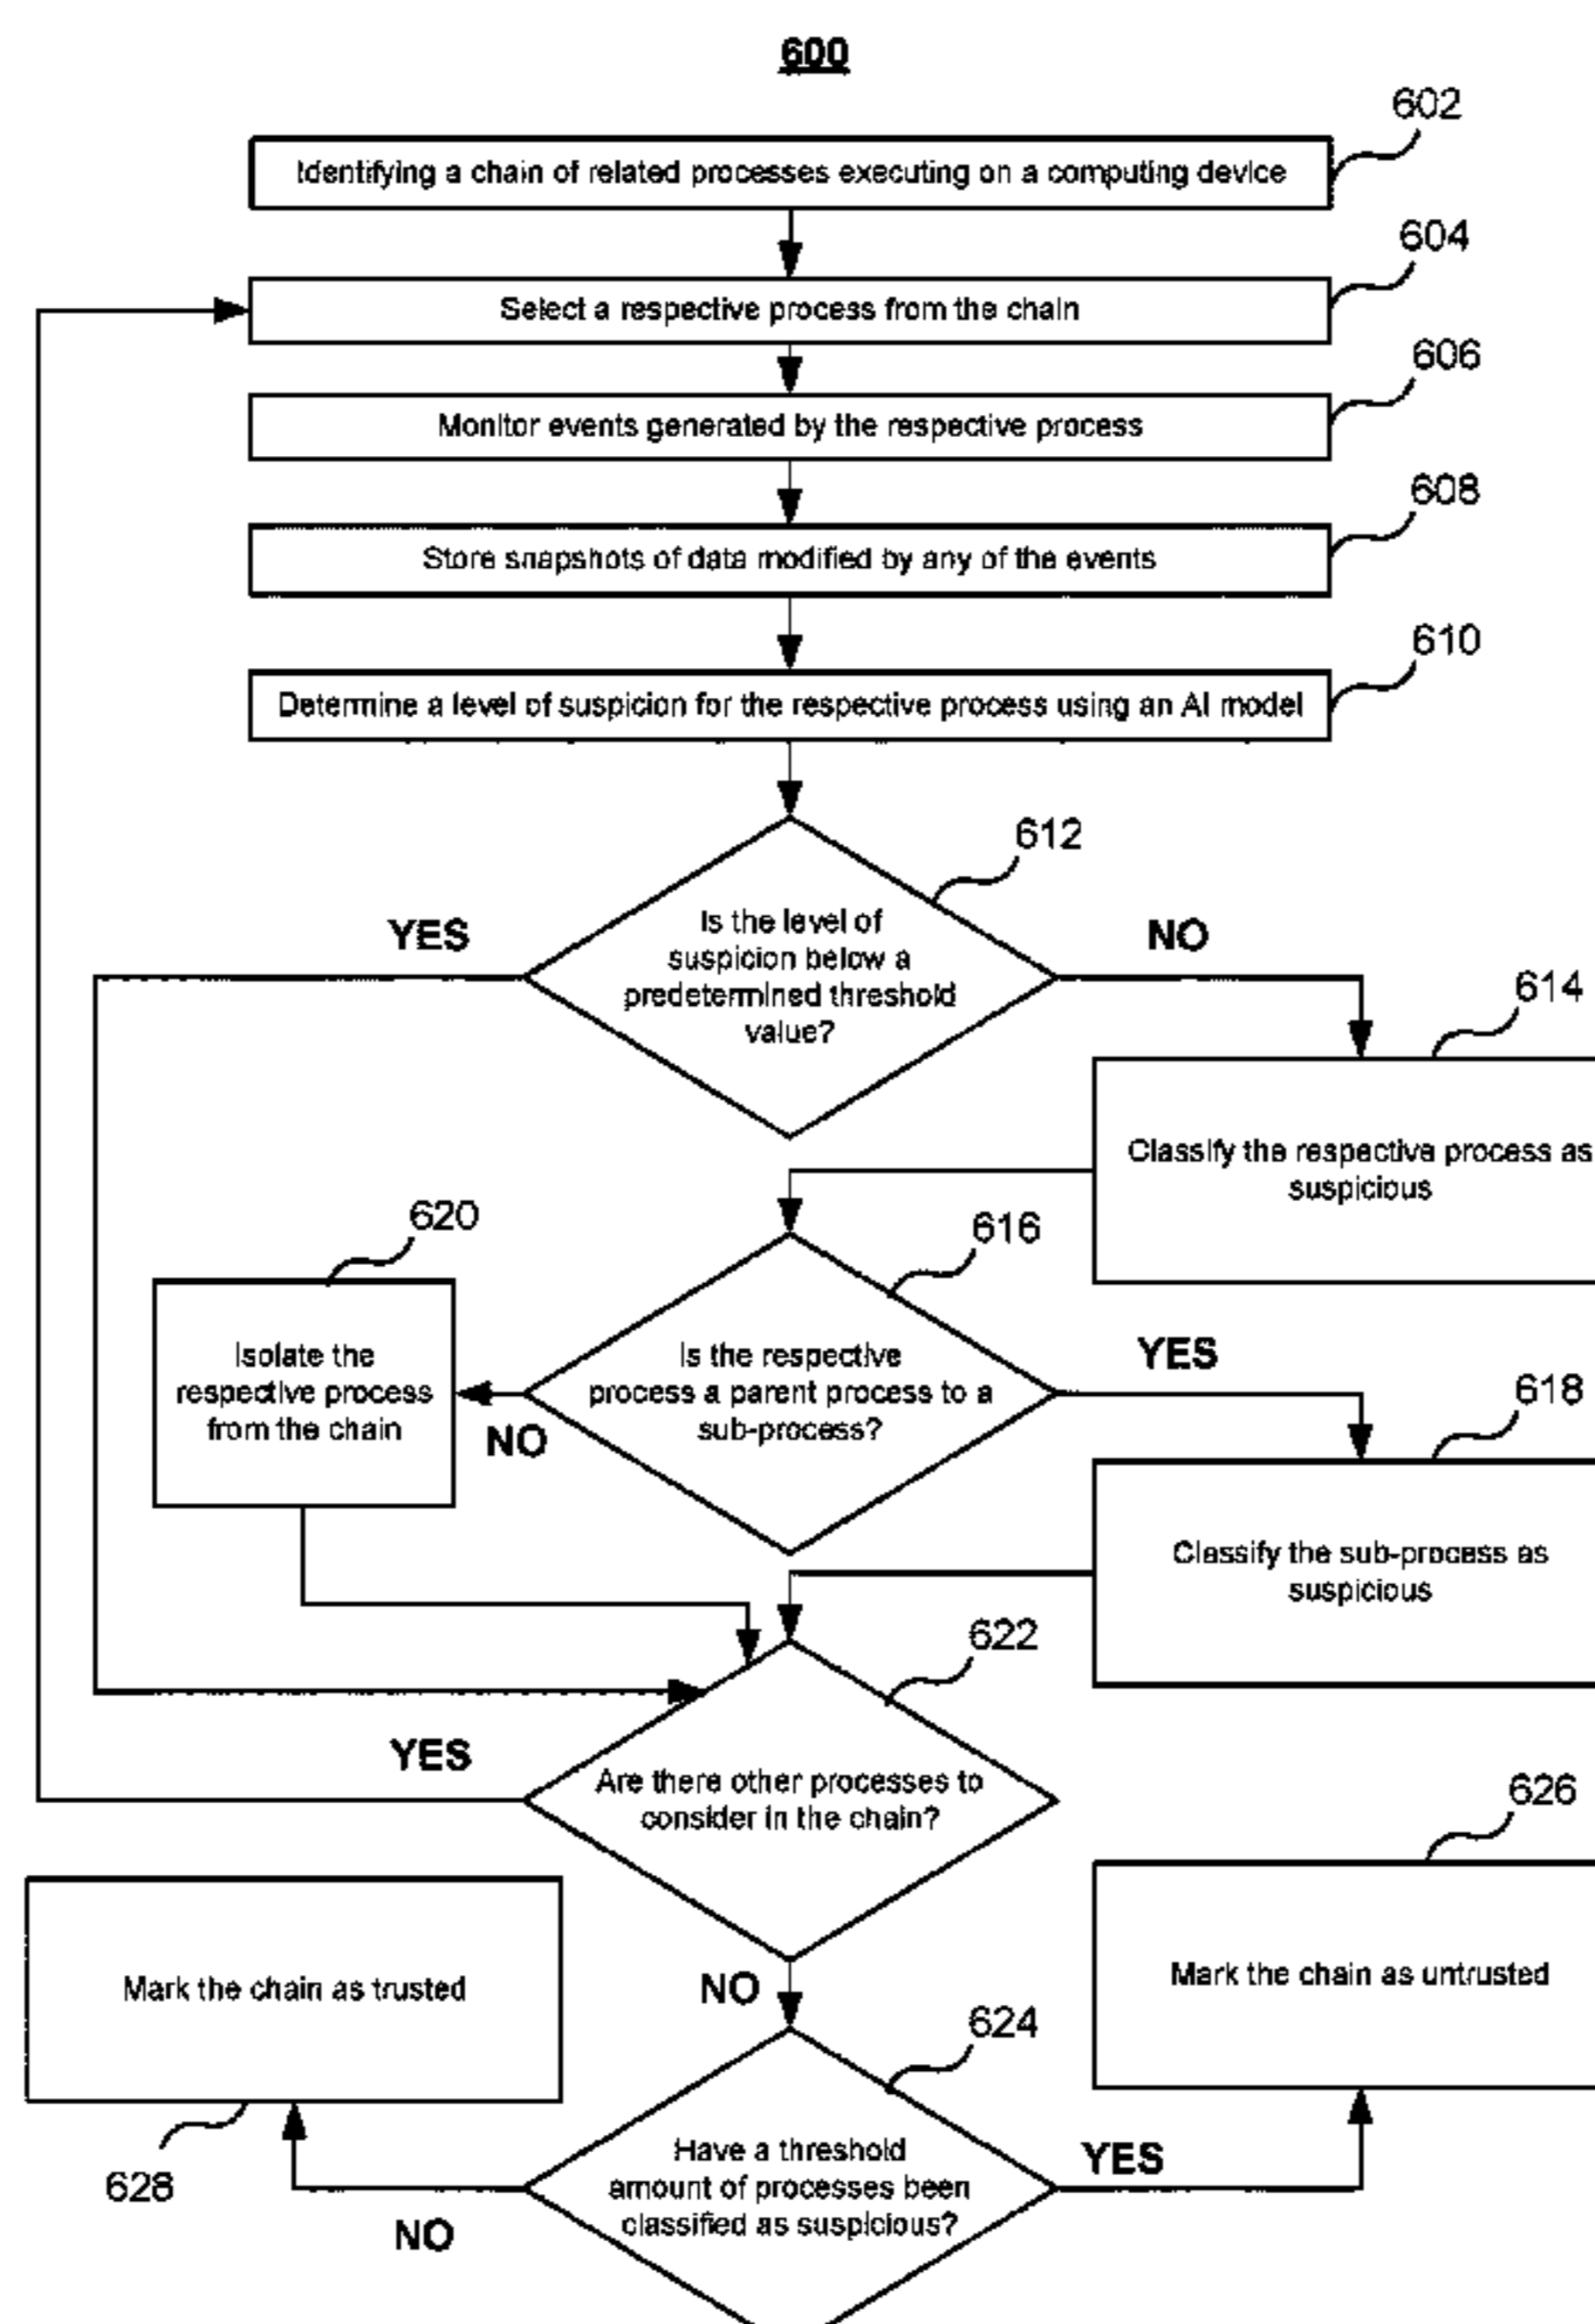 600
602
Identifying a chain of related processes executing on a computing device
604
Select a respective process from the chain
606
Monitor events generated by the respective process
608
Store snapshots of data modified by any of the events
610
Determine a level of suspicion for the respective process using an AI model
612
Is the level of
suspicion below a
predetermined threshold
value?
YES
NO
614
Classify the respective process as
suspicious
620
616
Isolate the
respective process
from the chain
Is the respective
process a parent process to a
sub-process?
YES
NO
618
Classify the sub-process as
suspicious
622
YES
Are there other processes to
consider in the chain?
626
Mark the chain as trusted
NO
Mark the chain as untrusted
624
628
Have a threshold
amount of processes been
classified as suspicious?
YES
NO